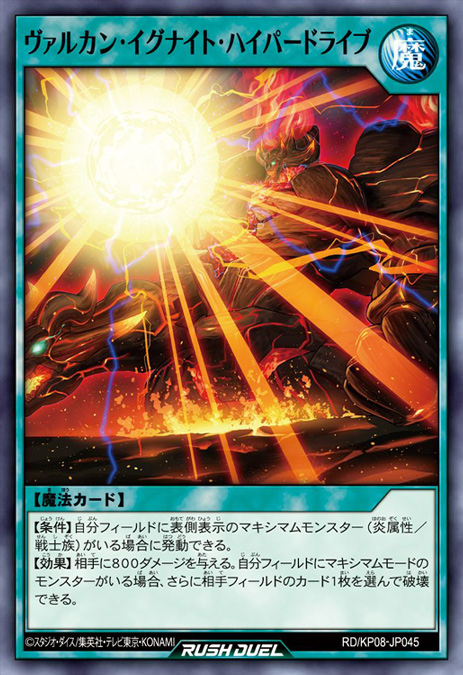 ヴァルカン・イグナイト・ハイパードライブ
魔
ま
【魔法カード】
【条件】自分フィールドに表側表示のマキシマムモンスター（炎属性／
戦士族）がいる場合に発動できる。
【効果】相手に800ダメージを与える。自分フィールドにマキシマムモードの
モンスターがいる場合、さらに相手フィールドのカード1枚を選んで破壊
できる。
©スタジオ・ダイス/集英社・テレビ東京・KONAMI
RUSH DUEL
RD/KP08-JP045